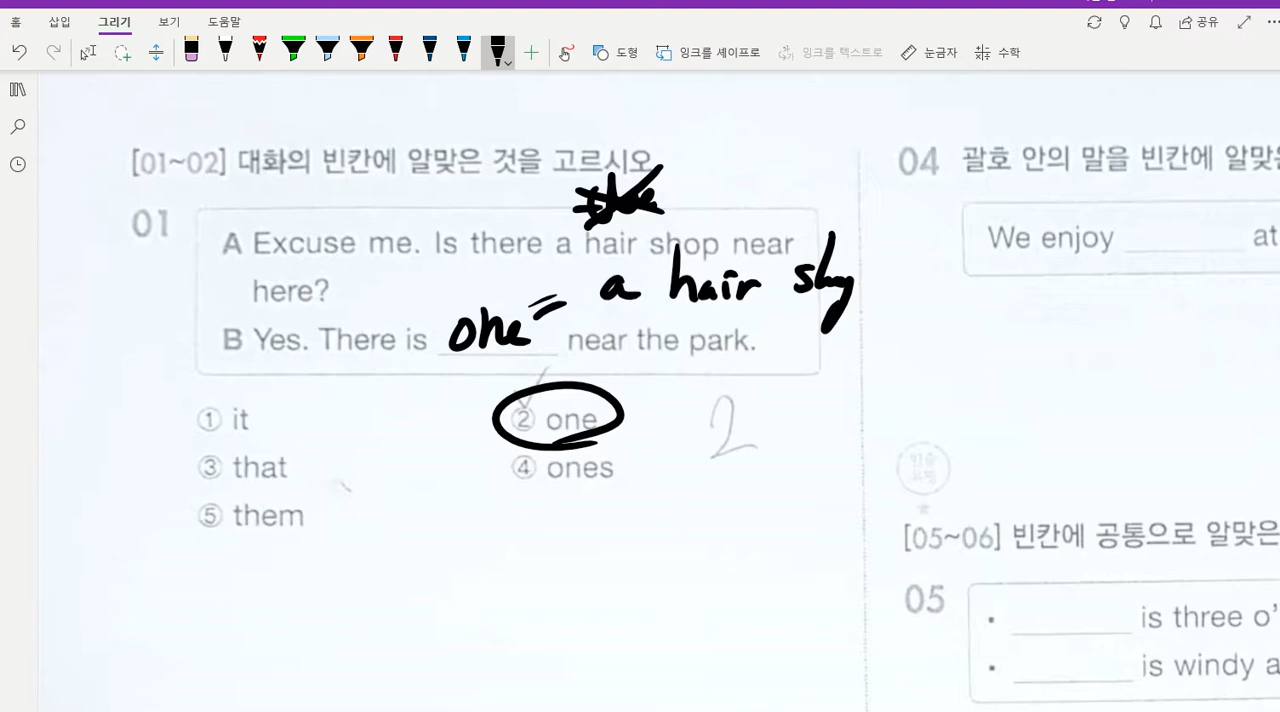 홈 삽입 그리기 보기 도움말 공유
도형 잉크를 셰이프로 잉크를 텍스트로 눈금자 수학
[01~02] 대화의 빈칸에 알맞은 것을 고르시오.
01
A Excuse me. Is there a hair shop near
here?
= a hair shop
B Yes. There is one near the park.
① it ② one
2
③ that ④ ones
⑤ them
04 괄호 안의 말을 빈칸에 알맞은
We enjoy ______ at
[05~06] 빈칸에 공통으로 알맞은
05
• ______ is three o'
• ______ is windy a